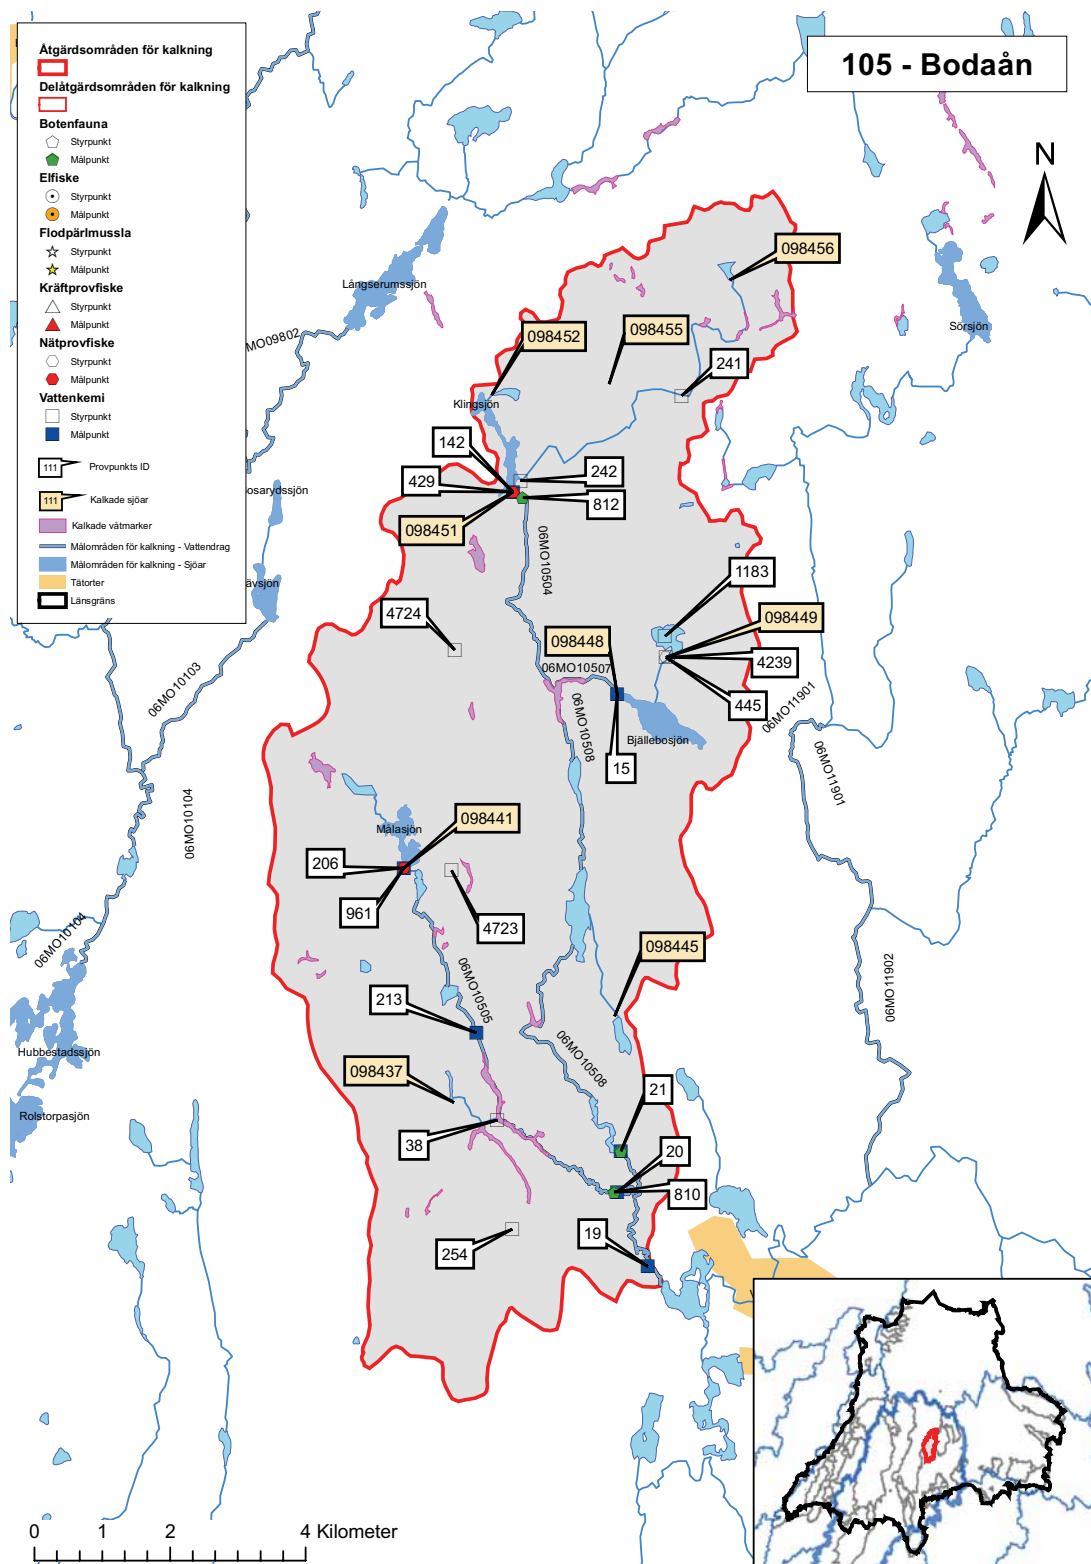 105 - Bodaån
Åtgärdsområden för kalkning
Delåtgärdsområden för kalkning
Botenfauna
Styrpunkt
Målpunkt
Elfiske
Styrpunkt
Målpunkt
Flodpärlmussla
Styrpunkt
Målpunkt
Kräftprovfiske
Styrpunkt
Målpunkt
Nätprovfiske
Styrpunkt
Målpunkt
Vattenkemi
Styrpunkt
Målpunkt
111 Provpunkts ID
111 Kalkade sjöar
Kalkade våtmarker
Målområden för kalkning - Vattendrag
Målområden för kalkning - Sjöar
Tätorter
Länsgräns
N
098456
Långserumssjön
Sörsjön
MO09802
098452
098455
241
Klingsjön
142
429
242
812
098451
osarydssjön
06MO10504
ävsjön
1183
4724
098448
098449
4239
445
06MO10507
06MO10103
06MO10508
06MO11901
Bjällebosjön
15
06MO11901
06MO10104
Målasjön
098441
206
961
4723
06MO10104
098445
06MO10505
213
06MO11902
Hubbestadssjön
06MO10508
098437
21
Rolstorpasjön
38
20
810
254
19
0 1 2 4 Kilometer